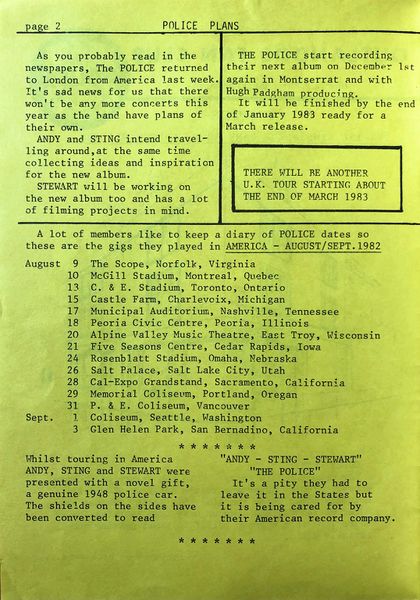 page 2
POLICE PLANS
As you probably read in the
newspapers, The POLICE returned
to London from America last week.
It's sad news for us that there
won't be any more concerts this
year as the band have plans of
their own.
ANDY and STING intend travel-
ling around,at the same time
collecting ideas and inspiration
for the new album.
STEWART will be working on
the new album too and has a lot
of filming projects in mind.
THE POLICE start recording
their next album on December 1st
again in Montserrat and with
Hugh Padgham producing.
It will be finished by the end
of January 1983 ready for a
March release.
THERE WILL BE ANOTHER
U.K. TOUR STARTING ABOUT
THE END OF MARCH 1983
A lot of members like to keep a diary of POLICE dates so
these are the gigs they played in AMERICA - AUGUST/SEPT.1982
August 9 The Scope, Norfolk, Virginia
10 McGill Stadium, Montreal, Quebec
13 C. & E. Stadium, Toronto, Ontario
15 Castle Farm, Charlevoix, Michigan
17 Municipal Auditorium, Nashville, Tennessee
18 Peoria Civic Centre, Peoria, Illinois
20 Alpine Valley Music Theatre, East Troy, Wisconsin
21 Five Seasons Centre, Cedar Rapids, Iowa
24 Rosenblatt Stadium, Omaha, Nebraska
26 Salt Palace, Salt Lake City, Utah
28 Cal-Expo Grandstand, Sacramento, California
29 Memorial Coliseum, Portland, Oregan
31 P. & E. Coliseum, Vancouver
Sept. 1 Coliseum, Seattle, Washington
3 Glen Helen Park, San Bernadino, California
* * * * * * *
Whilst touring in America
ANDY, STING and STEWART were
presented with a novel gift,
a genuine 1948 police car.
The shields on the sides have
been converted to read
"ANDY - STING - STEWART"
"THE POLICE"
It's a pity they had to
leave it in the States but
it is being cared for by
their American record company.
* * * * * * *